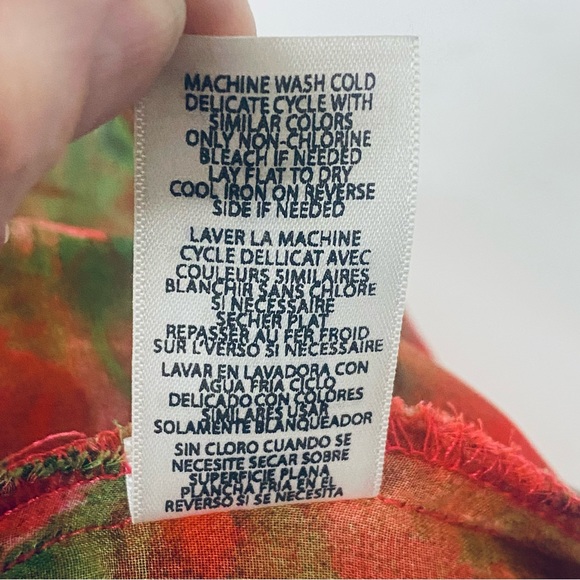 MACHINE WASH COLD
DELICATE CYCLE WITH
SIMILAR COLORS
ONLY NON-CHLORINE
BLEACH IF NEEDED
LAY FLAT TO DRY
COOL IRON ON REVERSE
SIDE IF NEEDED
LAVER LA MACHINE
CYCLE DELLICAT AVEC
COULEURS SIMILAIRES
BLANCHIR SANS CHLORE
SI NECESSAIRE
SECHER PLAT
REPASSER AU FER FROID
SUR L'VERSO SI NECESSAIRE
LAVAR EN LAVADORA CON
AGUA FRIA CICLO
DELICADO CON COLORES
SIMILARES USAR
SOLAMENTE BLANQUEADOR
SIN CLORO CUANDO SE
NECESITE SECAR SOBRE
SUPERFICIE PLANA
PLANCHA FRIA EN EL
REVERSO SI SE NECESITA